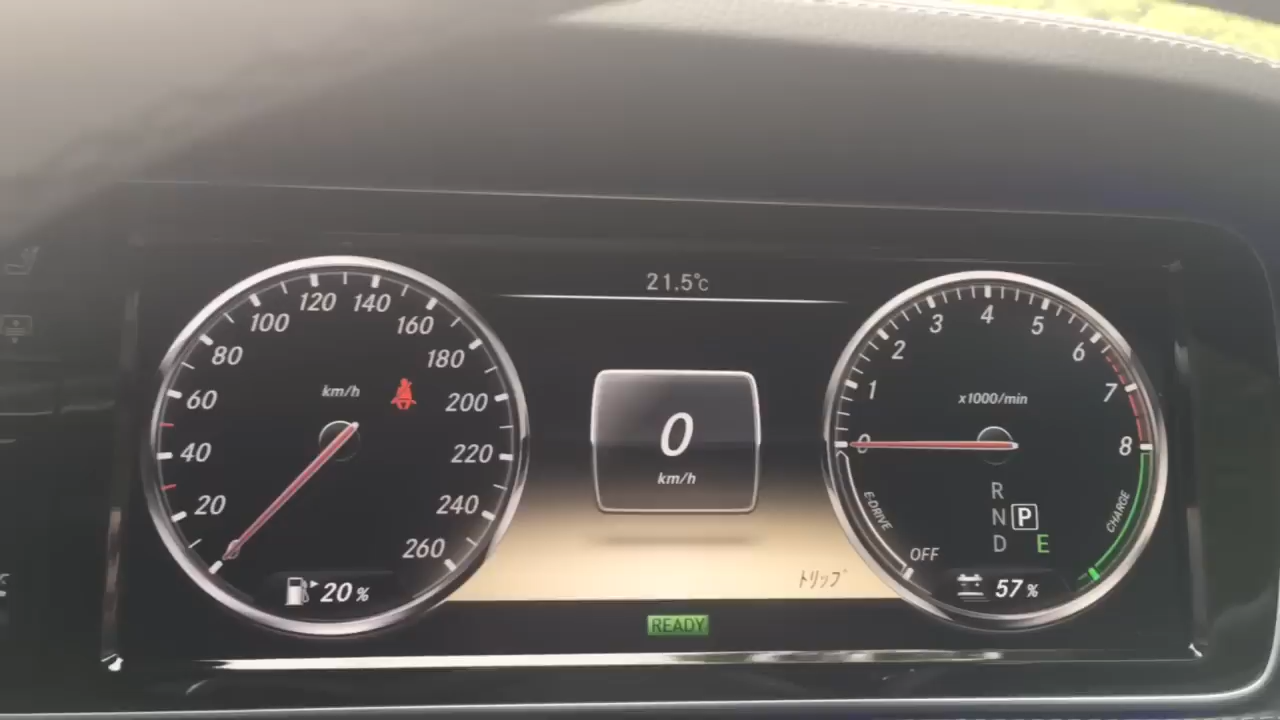 21.5℃
120 140
100 160
80 180
60 200
40 220
20 240
260
km/h
20%
0
km/h
トリップ
READY
0 1 2 3 4 5 6 7 8
x1000/min
R
N P
D E
E-DRIVE
OFF
CHARGE
57%